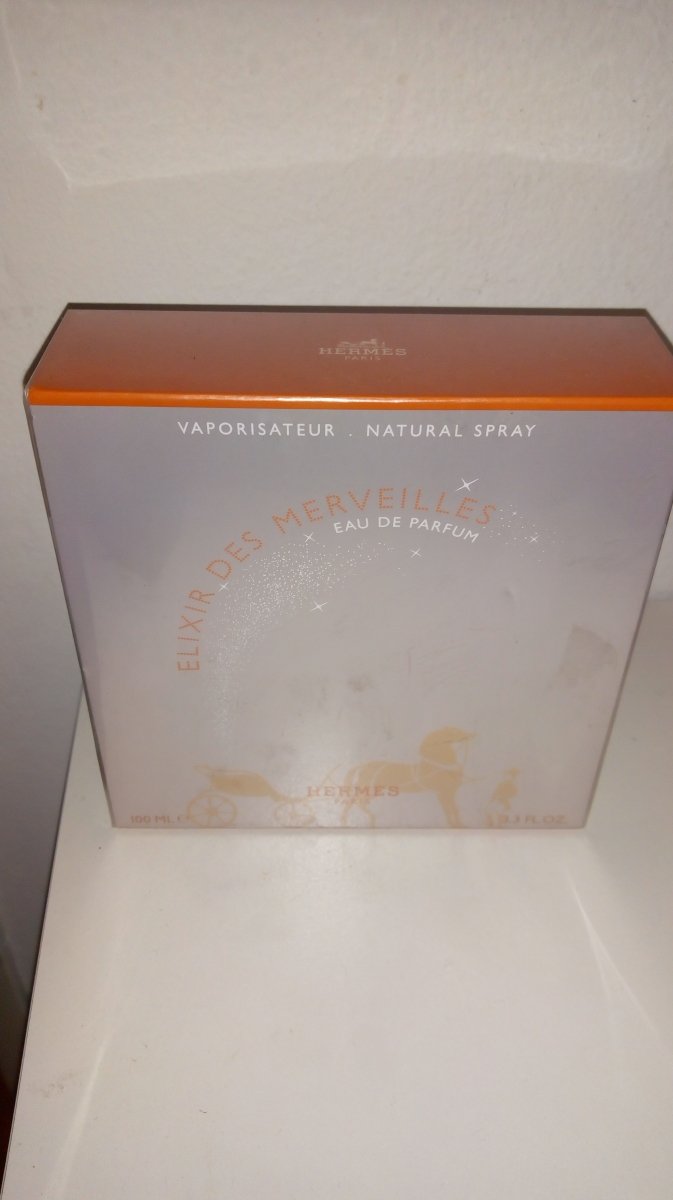 HERMES
PARIS
VAPORISATEUR . NATURAL SPRAY
ELIXIR DES MERVEILLES
EAU DE PARFUM
HERMES
PARIS
100 ML e 3.3 FL.OZ.